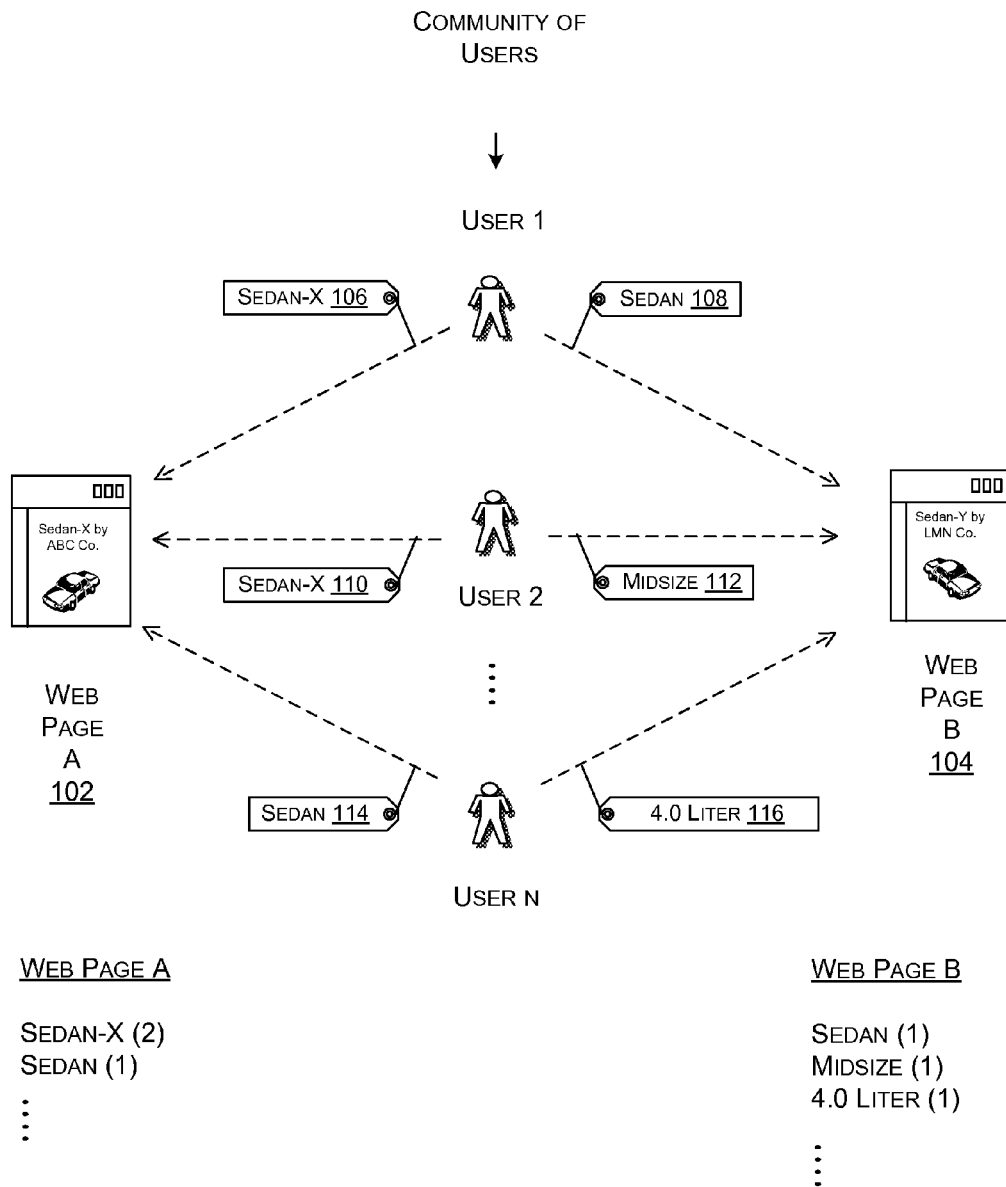 COMMUNITY OF
USERS
USER 1
SEDAN-X 106
SEDAN 108
Sedan-X by
ABC Co.
Sedan-Y by
LMN Co.
SEDAN-X 110
USER 2
MIDSIZE 112
WEB
PAGE
A
102
WEB
PAGE
B
104
SEDAN 114
4.0 LITER 116
USER N
WEB PAGE A
SEDAN-X (2)
SEDAN (1)
WEB PAGE B
SEDAN (1)
MIDSIZE (1)
4.0 LITER (1)